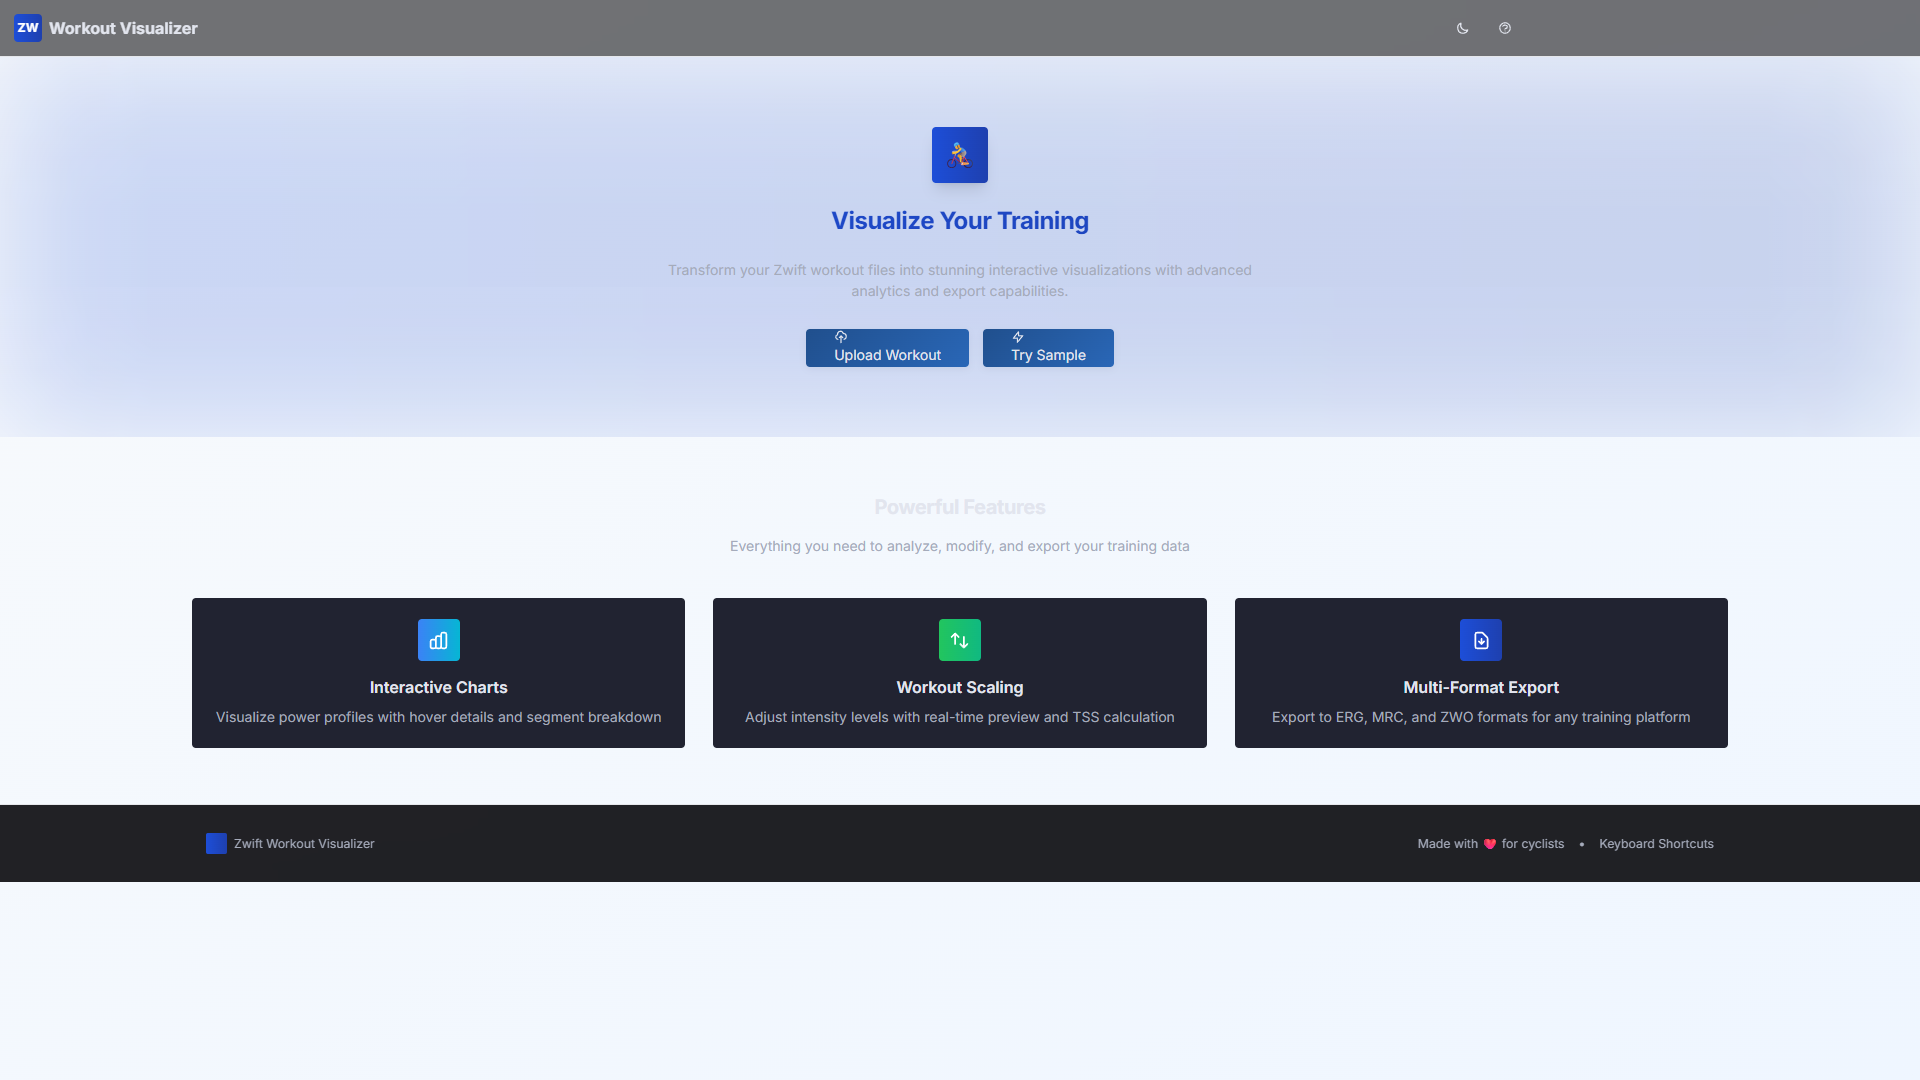 ZW Workout Visualizer
Visualize Your Training
Transform your Zwift workout files into stunning interactive visualizations with advanced
analytics and export capabilities.
Upload Workout
Try Sample
Powerful Features
Everything you need to analyze, modify, and export your training data
Interactive Charts
Visualize power profiles with hover details and segment breakdown
Workout Scaling
Adjust intensity levels with real-time preview and TSS calculation
Multi-Format Export
Export to ERG, MRC, and ZWO formats for any training platform
Zwift Workout Visualizer
Made with ❤️ for cyclists • Keyboard Shortcuts